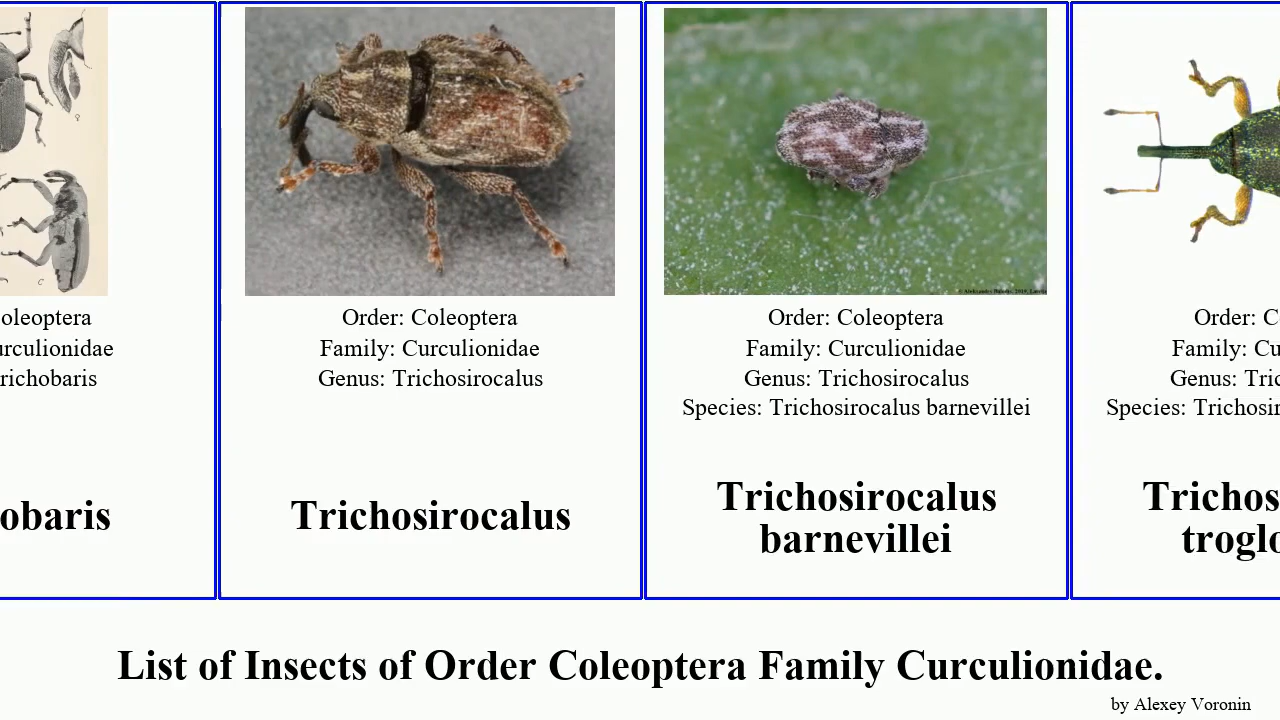 oleoptera
urculionidae
richobaris
obaris
Order: Coleoptera
Family: Curculionidae
Genus: Trichosirocalus
Trichosirocalus
Order: Coleoptera
Family: Curculionidae
Genus: Trichosirocalus
Species: Trichosirocalus barnevillei
Trichosirocalus
barnevillei
Order: C
Family: Cu
Genus: Tric
Species: Trichosir
Trichos
troglo
List of Insects of Order Coleoptera Family Curculionidae.
by Alexey Voronin